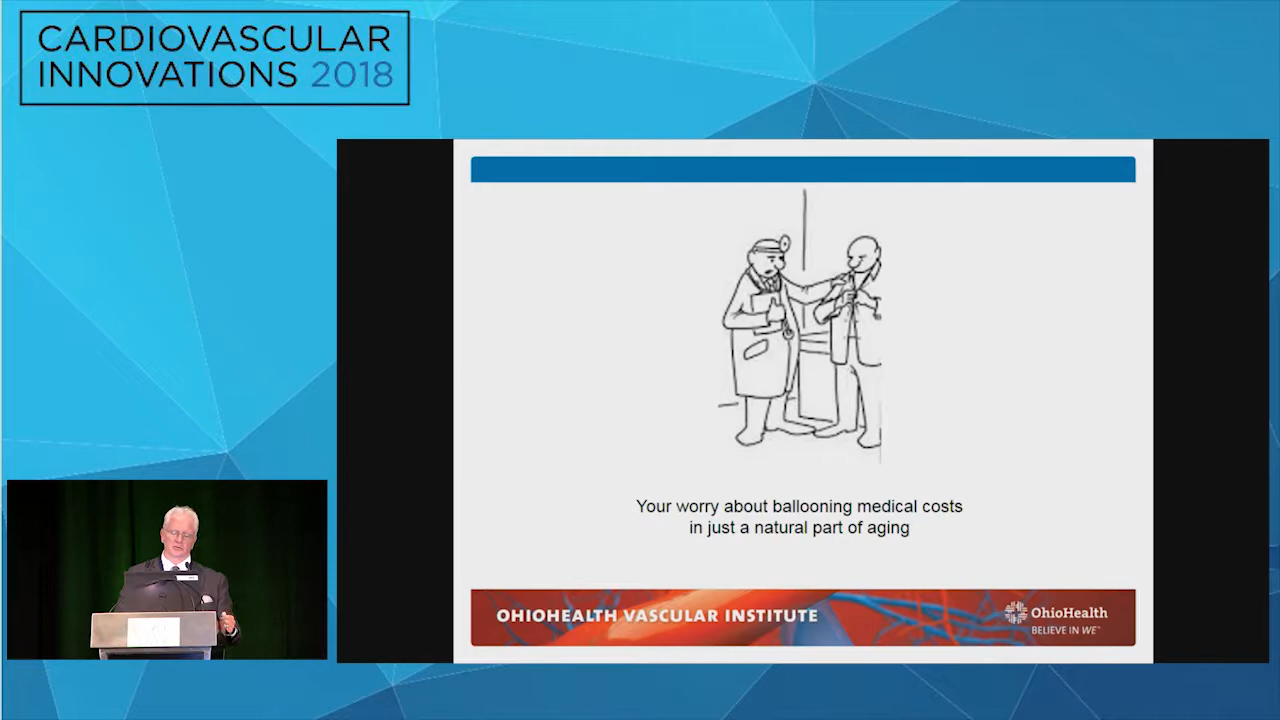 CARDIOVASCULAR
INNOVATIONS 2018
Your worry about ballooning medical costs
in just a natural part of aging
OHIOHEALTH VASCULAR INSTITUTE
OhioHealth
BELIEVE IN WE™